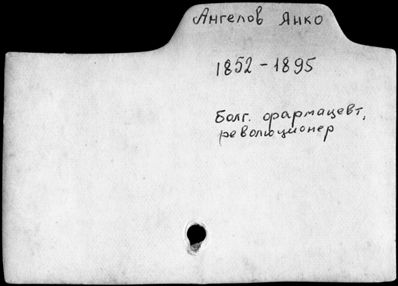 Ангелов Янко
1852-1895
Болг. фармацевт,
революционер